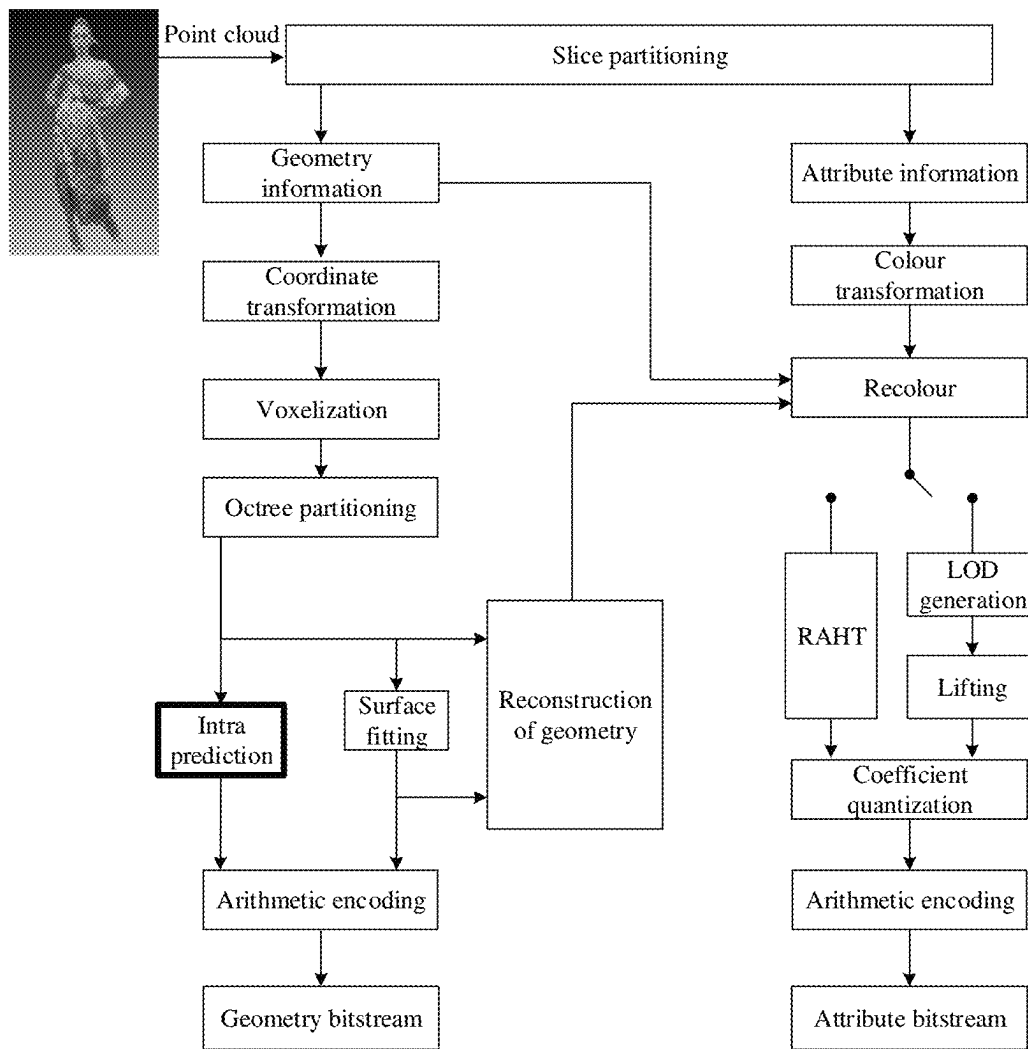 Point cloud
Slice partitioning
Geometry
information
Attribute information
Coordinate
transformation
Colour
transformation
Voxelization
Recolour
Octree partitioning
RAHT
LOD
generation
Lifting
Intra
prediction
Surface
fitting
Reconstruction
of geometry
Coefficient
quantization
Arithmetic encoding
Arithmetic encoding
Geometry bitstream
Attribute bitstream